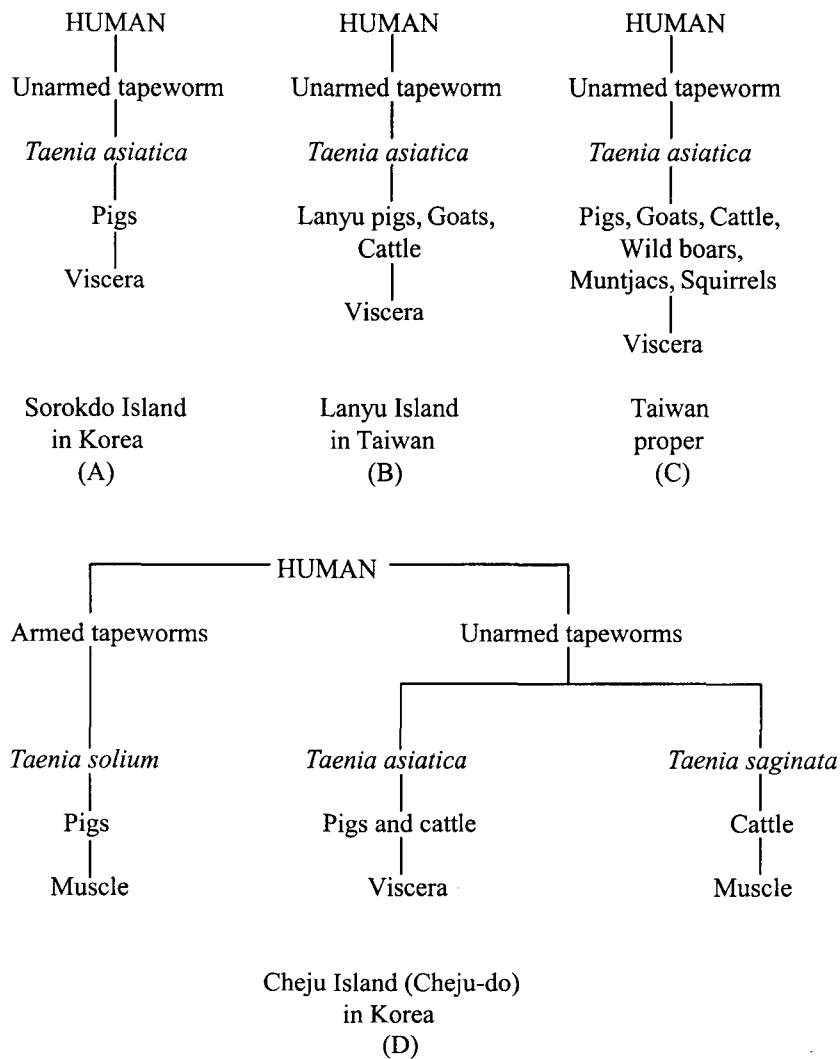 HUMAN
Unarmed tapeworm
Taenia asiatica
Pigs
Viscera
Sorokdo Island
in Korea
(A)
HUMAN
Unarmed tapeworm
Taenia asiatica
Lanyu pigs, Goats,
Cattle
Viscera
Lanyu Island
in Taiwan
(B)
HUMAN
Unarmed tapeworm
Taenia asiatica
Pigs, Goats, Cattle,
Wild boars,
Muntjacs, Squirrels
Viscera
Taiwan
proper
(C)
HUMAN
Armed tapeworms
Unarmed tapeworms
Taenia solium
Pigs
Muscle
Taenia asiatica
Pigs and cattle
Viscera
Taenia saginata
Cattle
Muscle
Cheju Island (Cheju-do)
in Korea
(D)